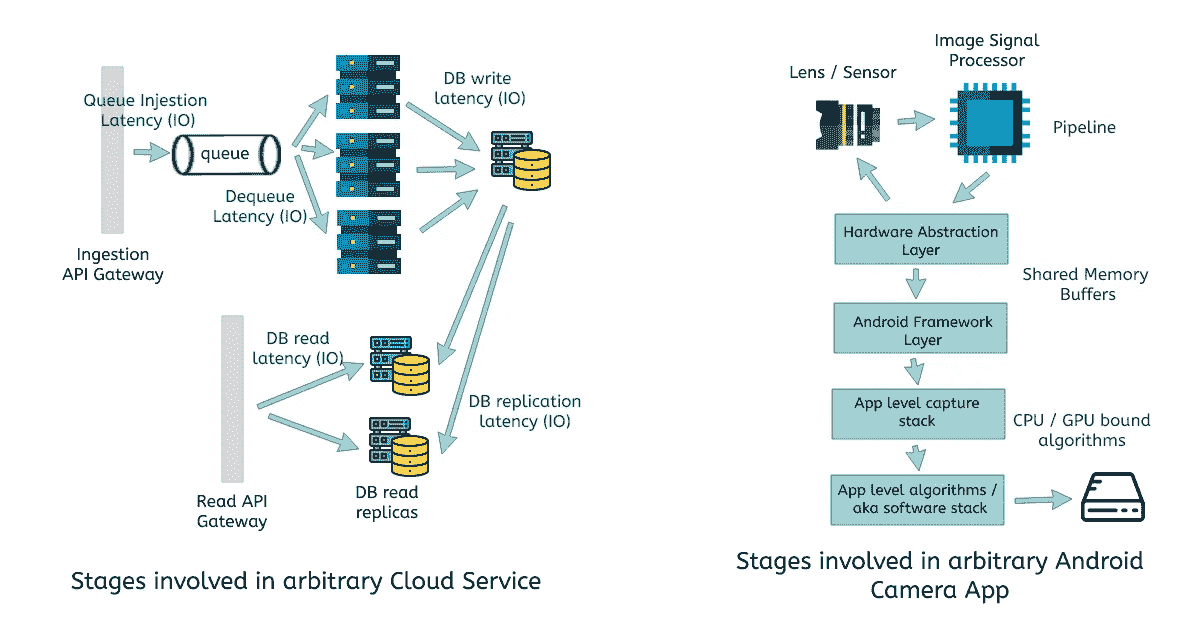 Queue Injestion
Latency (IO)
queue
Dequeue
Latency (IO)
Ingestion
API Gateway
DB write
latency (IO)
DB read
latency (IO)
DB replication
latency (IO)
Read API
Gateway
DB read
replicas
Stages involved in arbitrary Cloud Service
Image Signal
Processor
Lens / Sensor
Pipeline
Hardware Abstraction
Layer
Shared Memory
Buffers
Android Framework
Layer
App level capture
stack
CPU / GPU bound
algorithms
App level algorithms /
aka software stack
Stages involved in arbitrary Android
Camera App